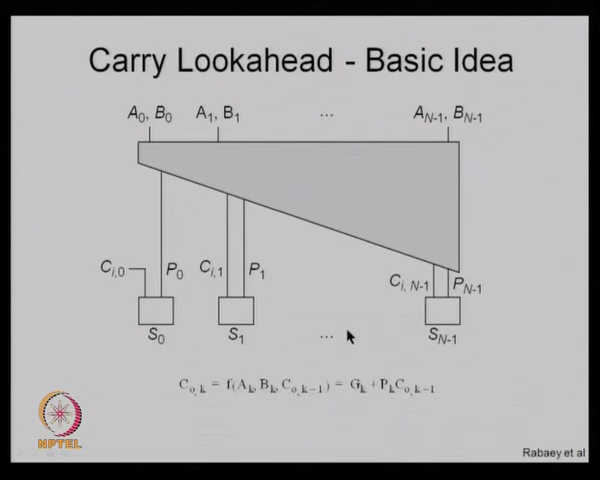 Carry Lookahead - Basic Idea
A0, B0 A1, B1 ... AN-1, BN-1
Ci,0 P0 Ci,1 P1 Ci, N-1 PN-1
S0 S1 ... SN-1
Co,k = f(Ak, Bk, Co,k-1) = Gk + PkCo,k-1
NPTEL
Rabaey et al